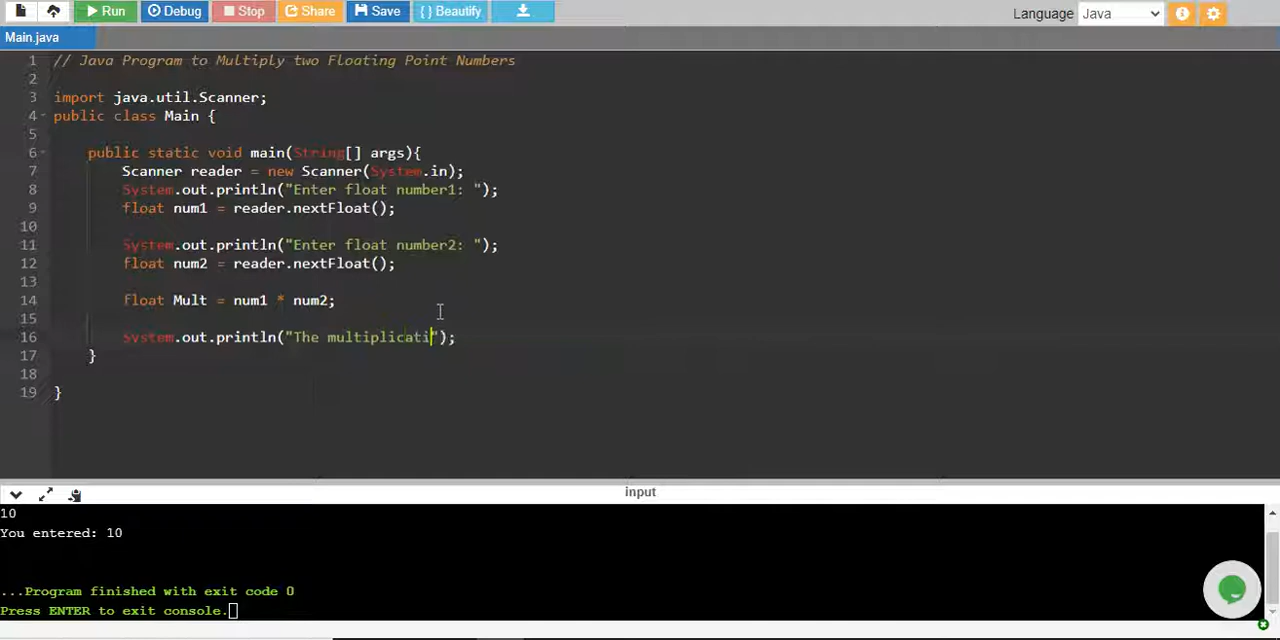 Run Debug Stop Share Save { } Beautify Language Java
Main.java
1 // Java Program to Multiply two Floating Point Numbers
2
3 import java.util.Scanner;
4 public class Main {
5
6 public static void main(String[] args){
7 Scanner reader = new Scanner(System.in);
8 System.out.println("Enter float number1: ");
9 float num1 = reader.nextFloat();
10
11 System.out.println("Enter float number2: ");
12 float num2 = reader.nextFloat();
13
14 float Mult = num1 * num2;
15
16 System.out.println("The multiplicati");
17 }
18
19 }
input
10
You entered: 10
...Program finished with exit code 0
Press ENTER to exit console.